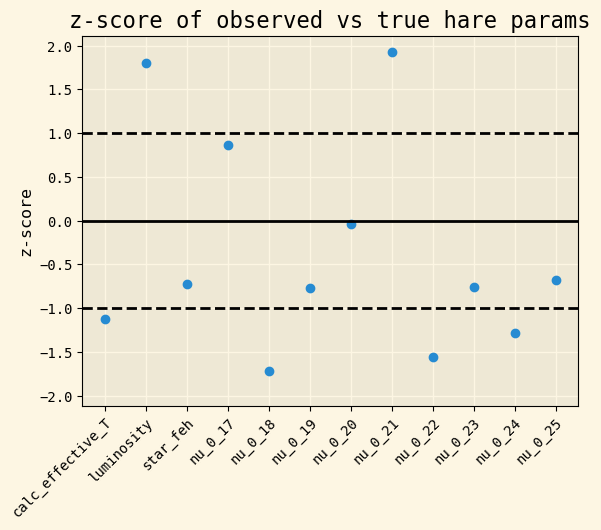 z-score of observed vs true hare params
2.0
1.5
1.0
0.5
0.0
−0.5
−1.0
−1.5
−2.0
z-score
calc_effective_T
luminosity
star_feh
nu_0_17
nu_0_18
nu_0_19
nu_0_20
nu_0_21
nu_0_22
nu_0_23
nu_0_24
nu_0_25